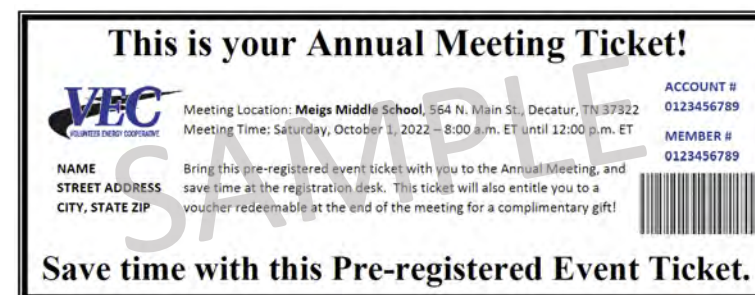 This is your Annual Meeting Ticket!
VEC
VOLUNTEER ENERGY COOPERATIVE
Meeting Location: Meigs Middle School, 564 N. Main St., Decatur, TN 37322
Meeting Time: Saturday, October 1, 2022 – 8:00 a.m. ET until 12:00 p.m. ET
ACCOUNT #
0123456789
MEMBER #
0123456789
NAME
STREET ADDRESS
CITY, STATE ZIP
Bring this pre-registered event ticket with you to the Annual Meeting, and
save time at the registration desk. This ticket will also entitle you to a
voucher redeemable at the end of the meeting for a complimentary gift!
SAMPLE
Save time with this Pre-registered Event Ticket.